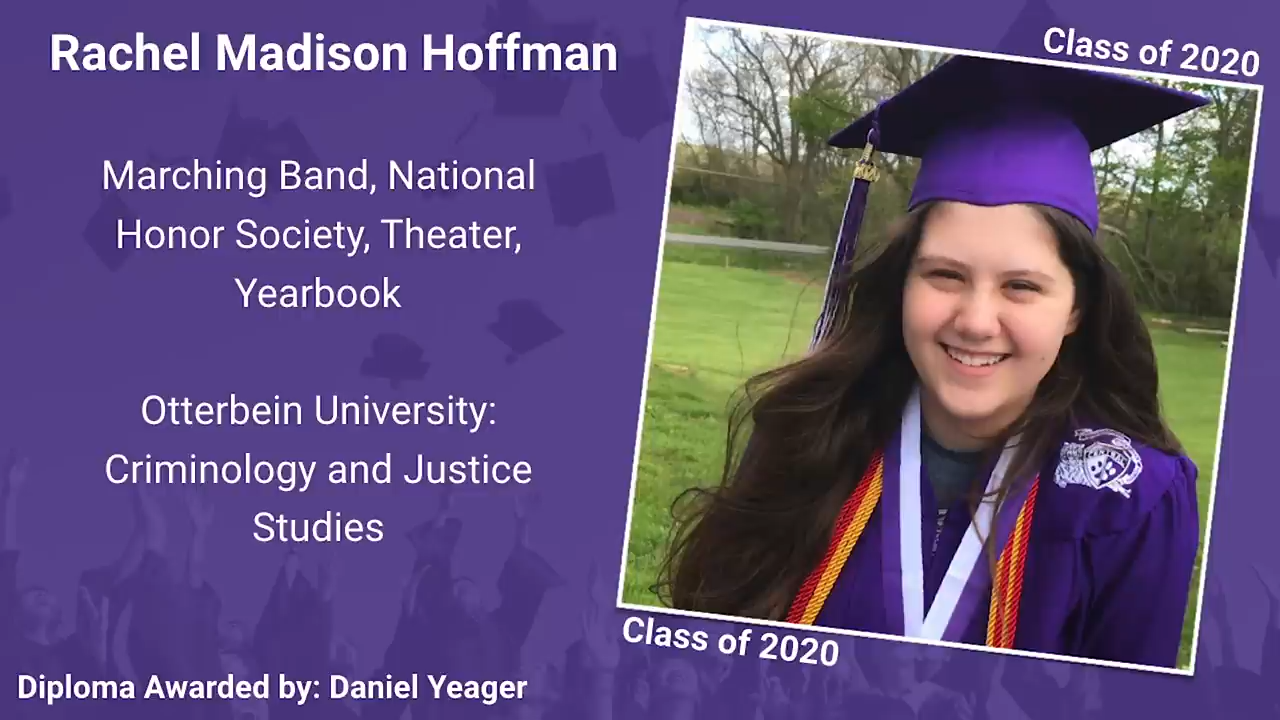 Rachel Madison Hoffman
Class of 2020
Marching Band, National
Honor Society, Theater,
Yearbook
Otterbein University:
Criminology and Justice
Studies
CENTRAL
Class of 2020
Diploma Awarded by: Daniel Yeager